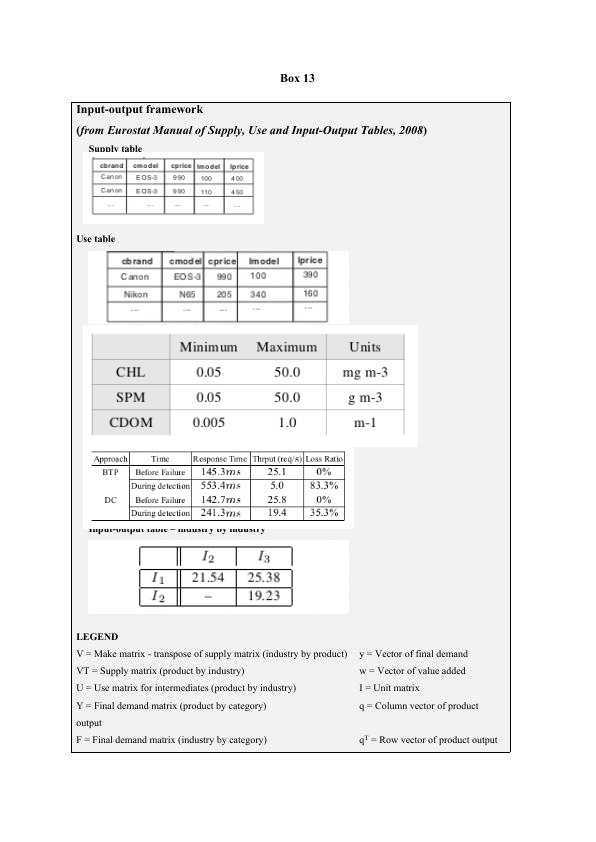 Box 13
Input-output framework
(from Eurostat Manual of Supply, Use and Input-Output Tables, 2008)
Supply table
cbrand cmodel cprice lmodel lprice
Canon EOS-3 990 100 400
Canon EOS-3 990 110 450
... ... ... ... ...
Use table
cbrand cmodel cprice lmodel lprice
Canon EOS-3 990 100 390
Nikon N65 205 340 160
... ... ... ... ...
Minimum Maximum Units
CHL 0.05 50.0 mg m-3
SPM 0.05 50.0 g m-3
CDOM 0.005 1.0 m-1
Approach Time Response Time Thrput (req/s) Loss Ratio
BTP Before Failure 145.3ms 25.1 0%
During detection 553.4ms 5.0 83.3%
DC Before Failure 142.7ms 25.8 0%
During detection 241.3ms 19.4 35.3%
Input-output table – industry by industry
I2 I3
I1 21.54 25.38
I2 – 19.23
LEGEND
V = Make matrix - transpose of supply matrix (industry by product) y = Vector of final demand
VT = Supply matrix (product by industry) w = Vector of value added
U = Use matrix for intermediates (product by industry) I = Unit matrix
Y = Final demand matrix (product by category) q = Column vector of product
output
F = Final demand matrix (industry by category) qT = Row vector of product output